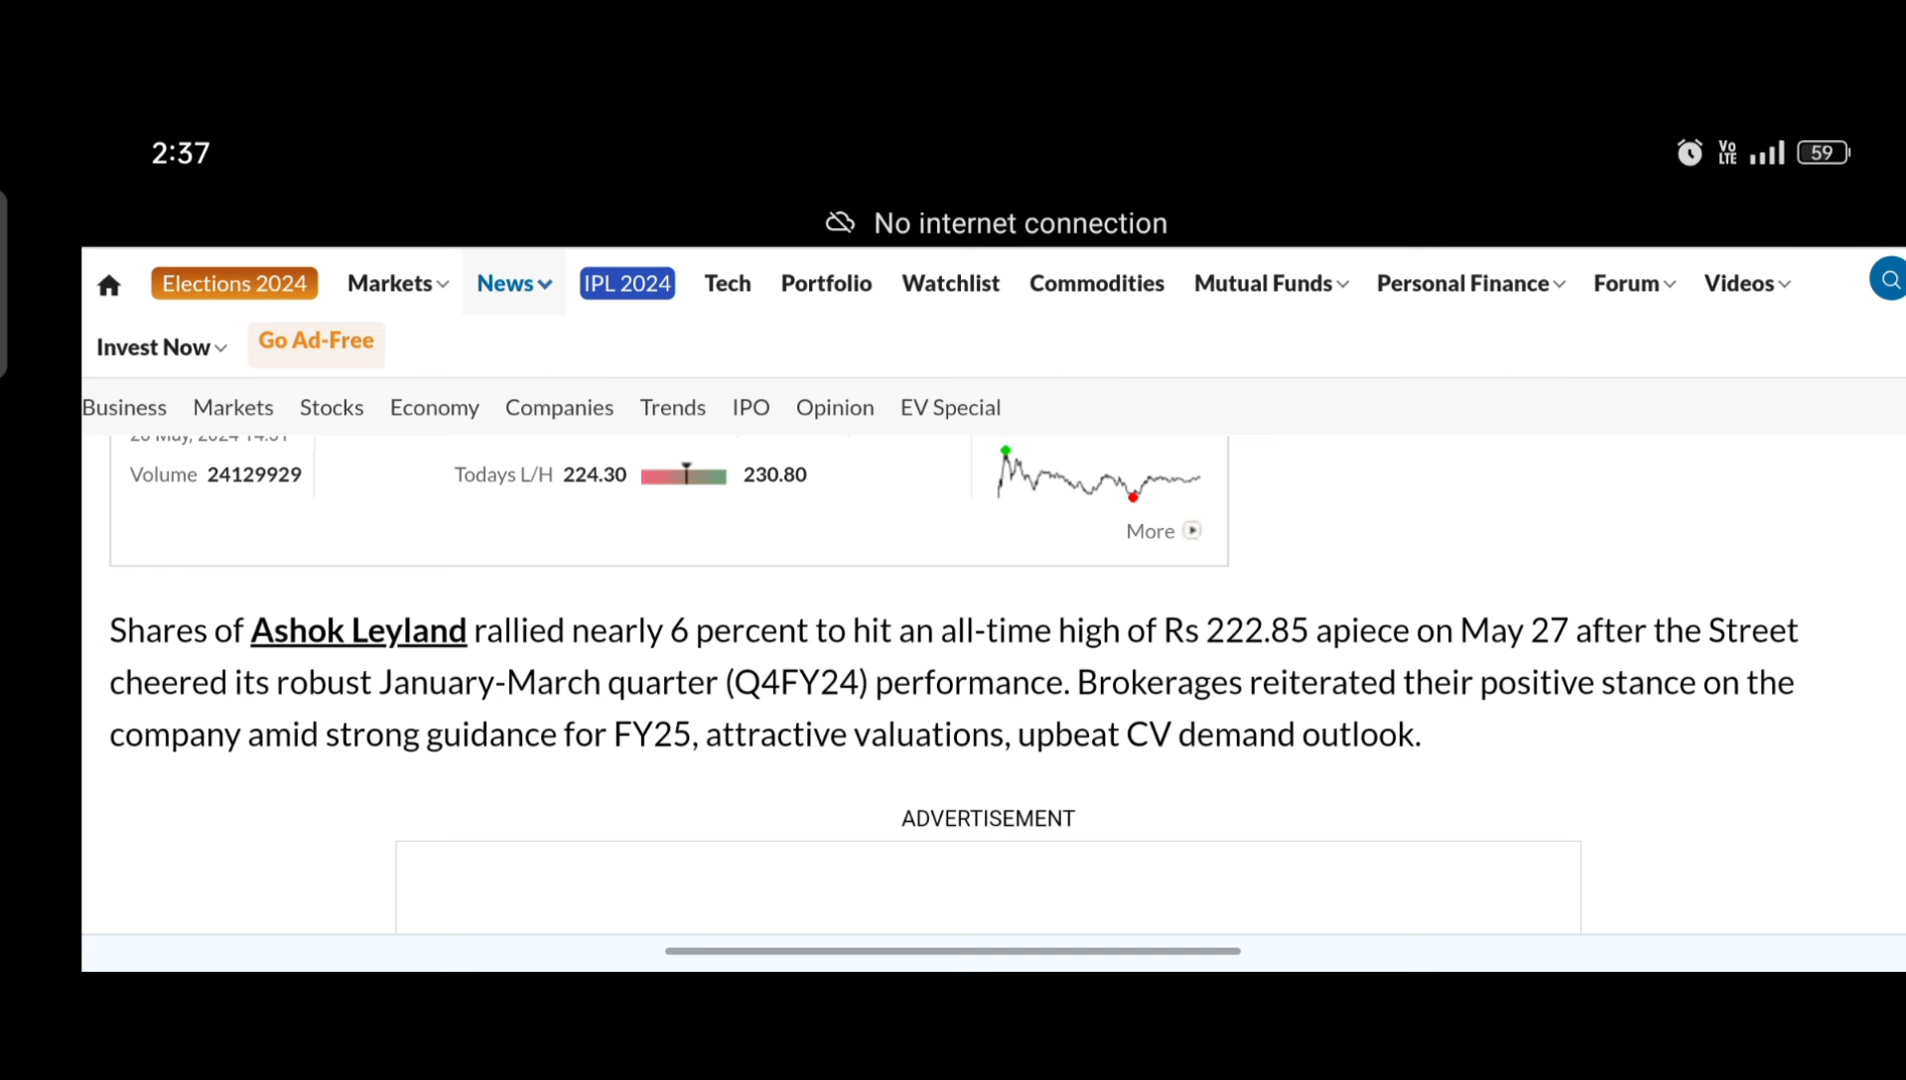 2:37
Vo LTE 59
No internet connection
Elections 2024 Markets News IPL 2024 Tech Portfolio Watchlist Commodities Mutual Funds Personal Finance Forum Videos
Invest Now Go Ad-Free
Business Markets Stocks Economy Companies Trends IPO Opinion EV Special
Volume 24129929 Todays L/H 224.30 230.80
More
Shares of Ashok Leyland rallied nearly 6 percent to hit an all-time high of Rs 222.85 apiece on May 27 after the Street
cheered its robust January-March quarter (Q4FY24) performance. Brokerages reiterated their positive stance on the
company amid strong guidance for FY25, attractive valuations, upbeat CV demand outlook.
ADVERTISEMENT